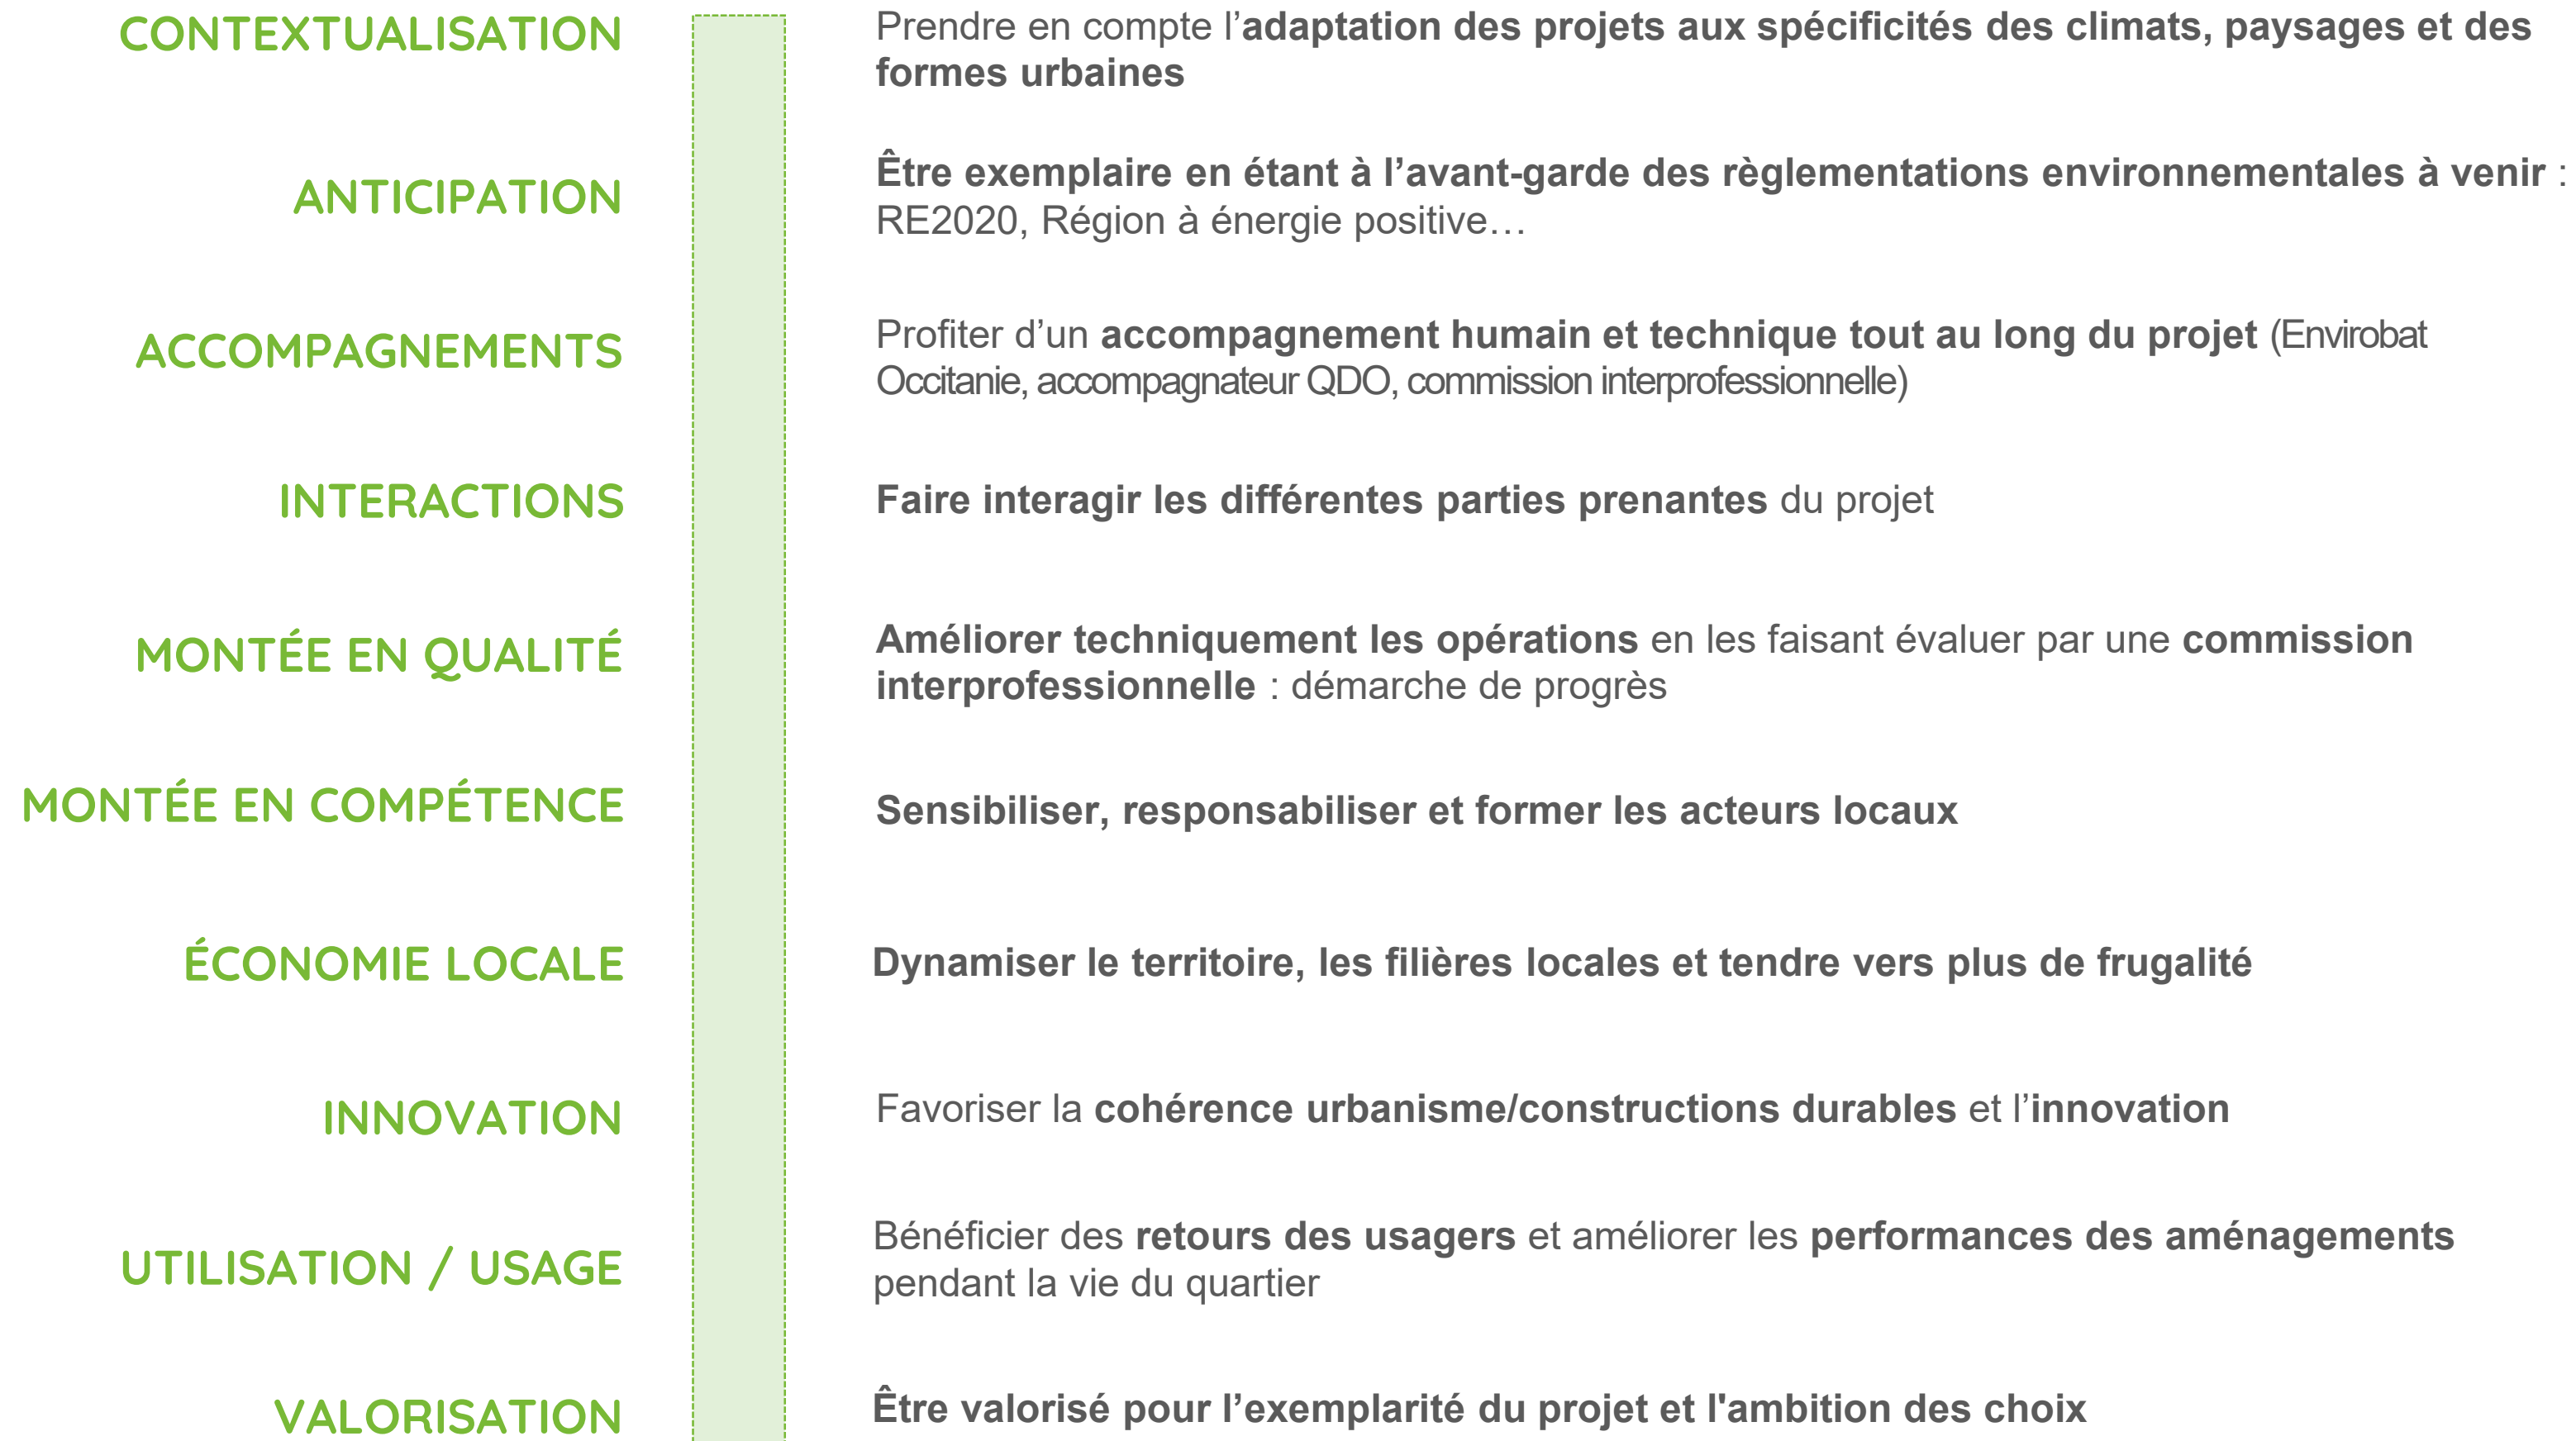 CONTEXTUALISATION
Prendre en compte l’adaptation des projets aux spécificités des climats, paysages et des
formes urbaines
ANTICIPATION
Être exemplaire en étant à l’avant-garde des règlementations environnementales à venir :
RE2020, Région à énergie positive…
ACCOMPAGNEMENTS
Profiter d’un accompagnement humain et technique tout au long du projet (Envirobat
Occitanie, accompagnateur QDO, commission interprofessionnelle)
INTERACTIONS
Faire interagir les différentes parties prenantes du projet
MONTÉE EN QUALITÉ
Améliorer techniquement les opérations en les faisant évaluer par une commission
interprofessionnelle : démarche de progrès
MONTÉE EN COMPÉTENCE
Sensibiliser, responsabiliser et former les acteurs locaux
ÉCONOMIE LOCALE
Dynamiser le territoire, les filières locales et tendre vers plus de frugalité
INNOVATION
Favoriser la cohérence urbanisme/constructions durables et l’innovation
UTILISATION / USAGE
Bénéficier des retours des usagers et améliorer les performances des aménagements
pendant la vie du quartier
VALORISATION
Être valorisé pour l’exemplarité du projet et l'ambition des choix